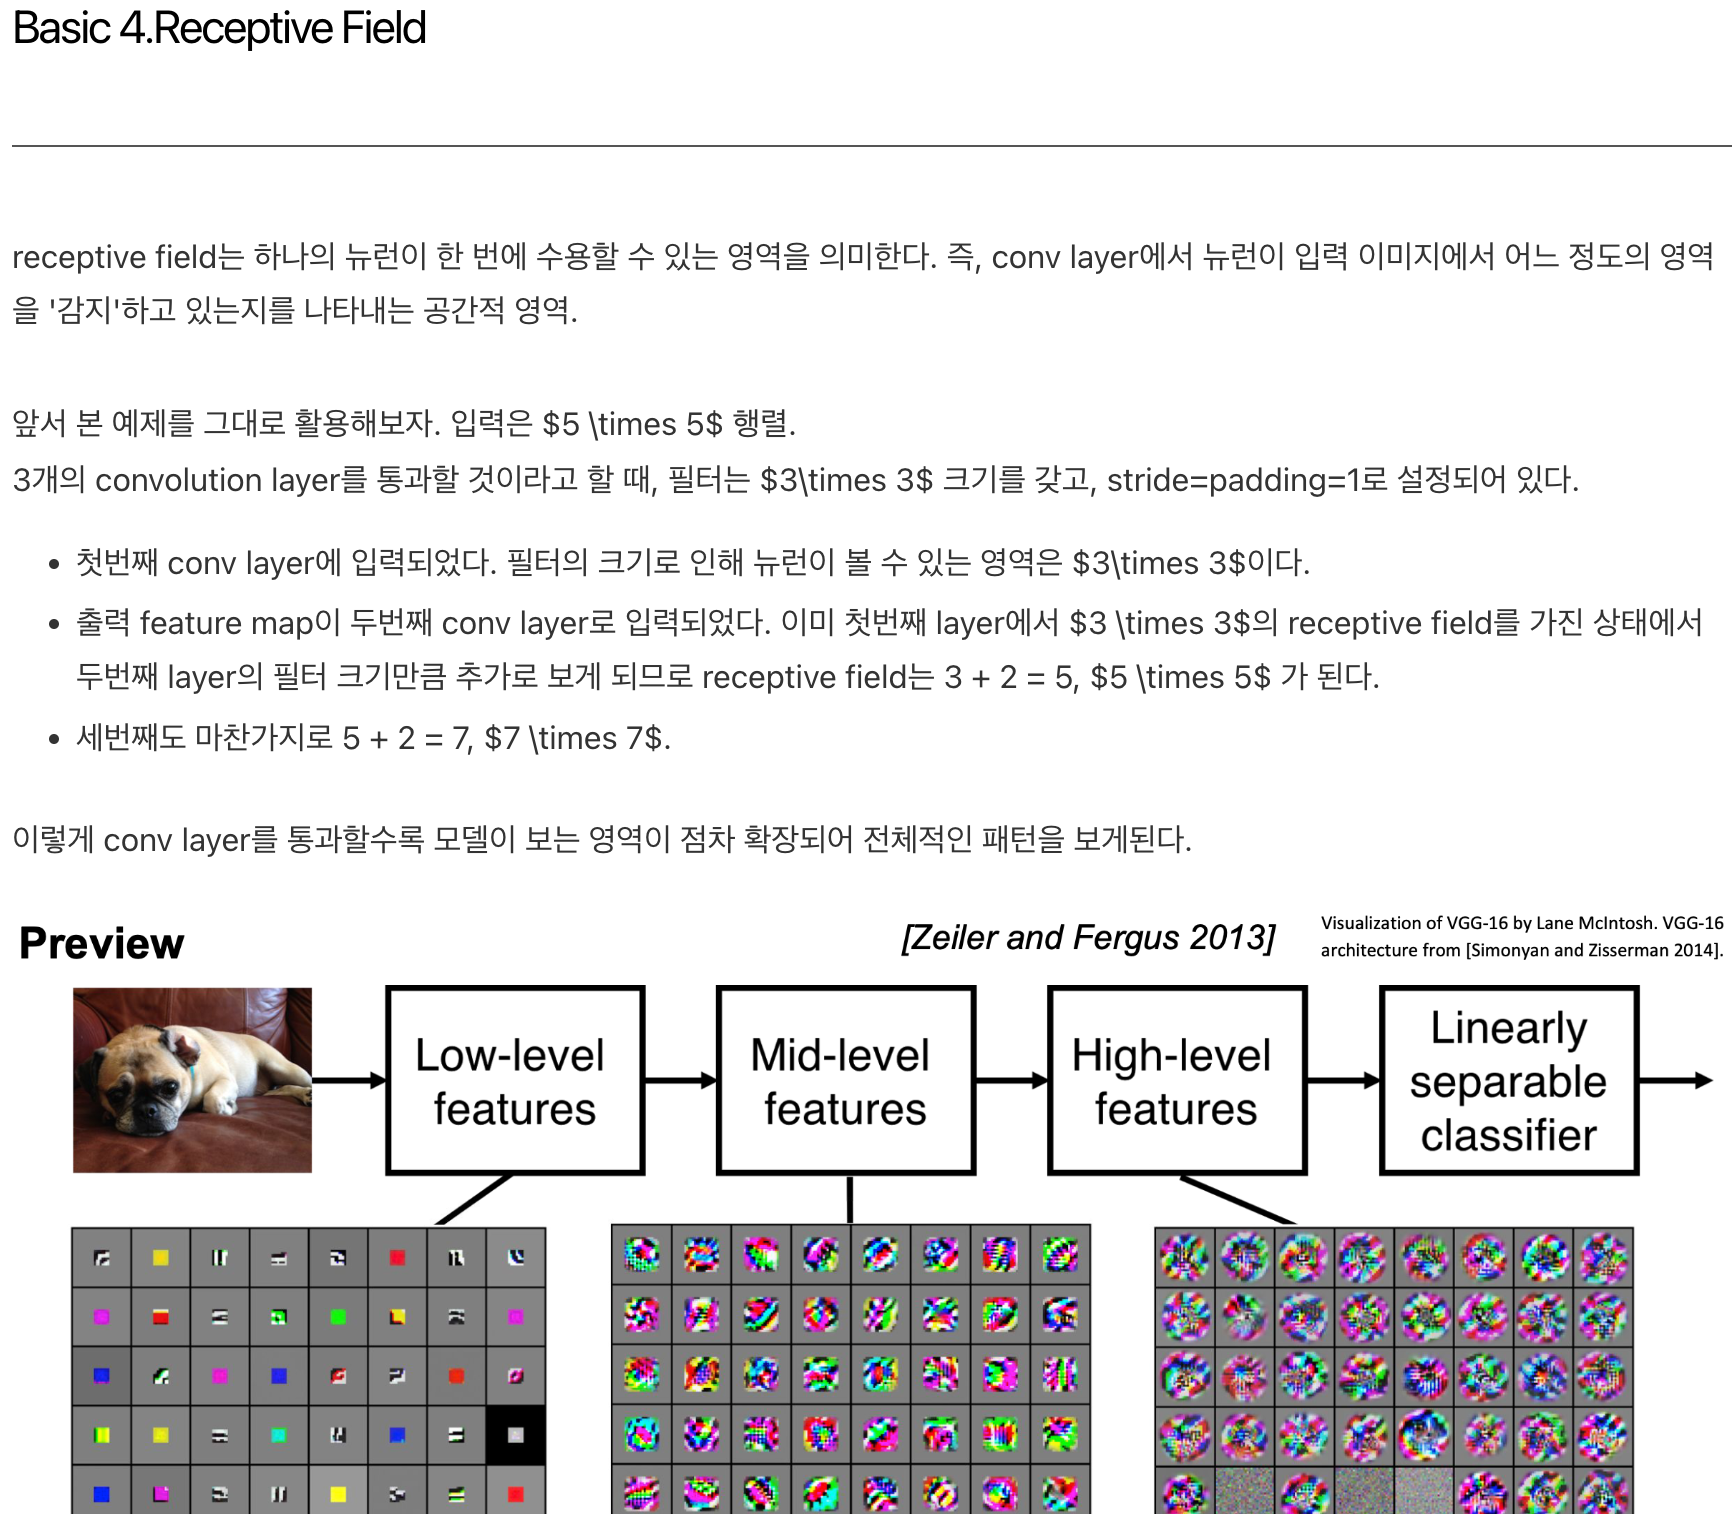 Basic 4.Receptive Field
receptive field는 하나의 뉴런이 한 번에 수용할 수 있는 영역을 의미한다. 즉, conv layer에서 뉴런이 입력 이미지에서 어느 정도의 영역
을 '감지'하고 있는지를 나타내는 공간적 영역.
앞서 본 예제를 그대로 활용해보자. 입력은 $5 \times 5$ 행렬.
3개의 convolution layer를 통과할 것이라고 할 때, 필터는 $3\times 3$ 크기를 갖고, stride=padding=1로 설정되어 있다.
• 첫번째 conv layer에 입력되었다. 필터의 크기로 인해 뉴런이 볼 수 있는 영역은 $3\times 3$이다.
• 출력 feature map이 두번째 conv layer로 입력되었다. 이미 첫번째 layer에서 $3 \times 3$의 receptive field를 가진 상태에서
두번째 layer의 필터 크기만큼 추가로 보게 되므로 receptive field는 3 + 2 = 5, $5 \times 5$ 가 된다.
• 세번째도 마찬가지로 5 + 2 = 7, $7 \times 7$.
이렇게 conv layer를 통과할수록 모델이 보는 영역이 점차 확장되어 전체적인 패턴을 보게된다.
Preview
[Zeiler and Fergus 2013]
Visualization of VGG-16 by Lane McIntosh. VGG-16
architecture from [Simonyan and Zisserman 2014].
Low-level
features
Mid-level
features
High-level
features
Linearly
separable
classifier